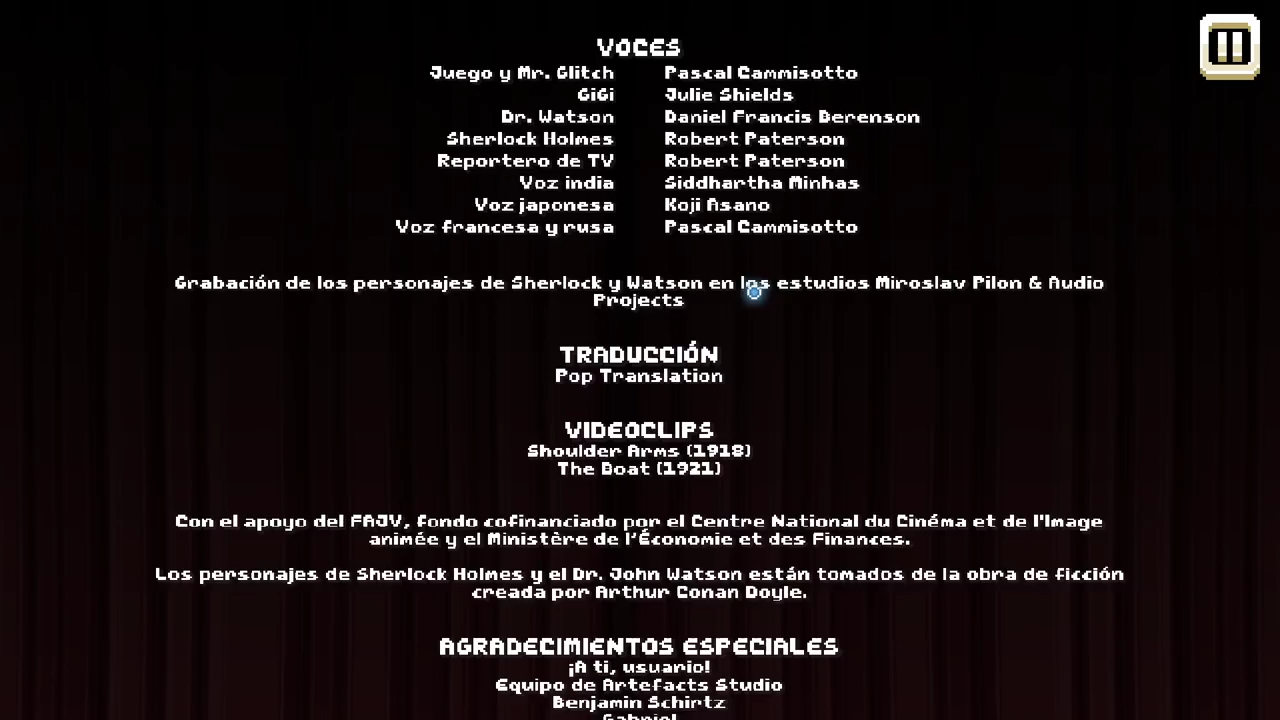 VOCES
Juego y Mr. Glitch Pascal Cammisotto
GiGi Julie Shields
Dr. Watson Daniel Francis Berenson
Sherlock Holmes Robert Paterson
Reportero de TV Robert Paterson
Voz india Siddhartha Minhas
Voz japonesa Koji Asano
Voz francesa y rusa Pascal Cammisotto
Grabación de los personajes de Sherlock y Watson en los estudios Miroslav Pilon & Audio
Projects
TRADUCCIÓN
Pop Translation
VIDEOCLIPS
Shoulder Arms (1918)
The Boat (1921)
Con el apoyo del FAJV, fondo cofinanciado por el Centre National du Cinéma et de l'Image
animée y el Ministère de l'Économie et des Finances.
Los personajes de Sherlock Holmes y el Dr. John Watson están tomados de la obra de ficción
creada por Arthur Conan Doyle.
AGRADECIMIENTOS ESPECIALES
¡A ti, usuario!
Equipo de Artefacts Studio
Benjamin Schirtz
Gabriel